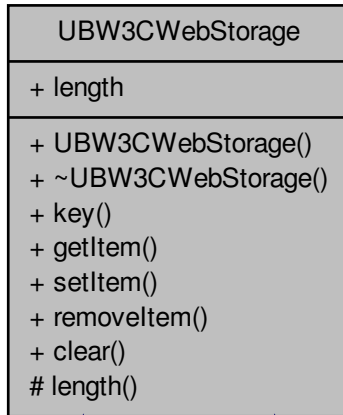 UBW3CWebStorage
+ length
+ UBW3CWebStorage()
+ ~UBW3CWebStorage()
+ key()
+ getItem()
+ setItem()
+ removeItem()
+ clear()
# length()